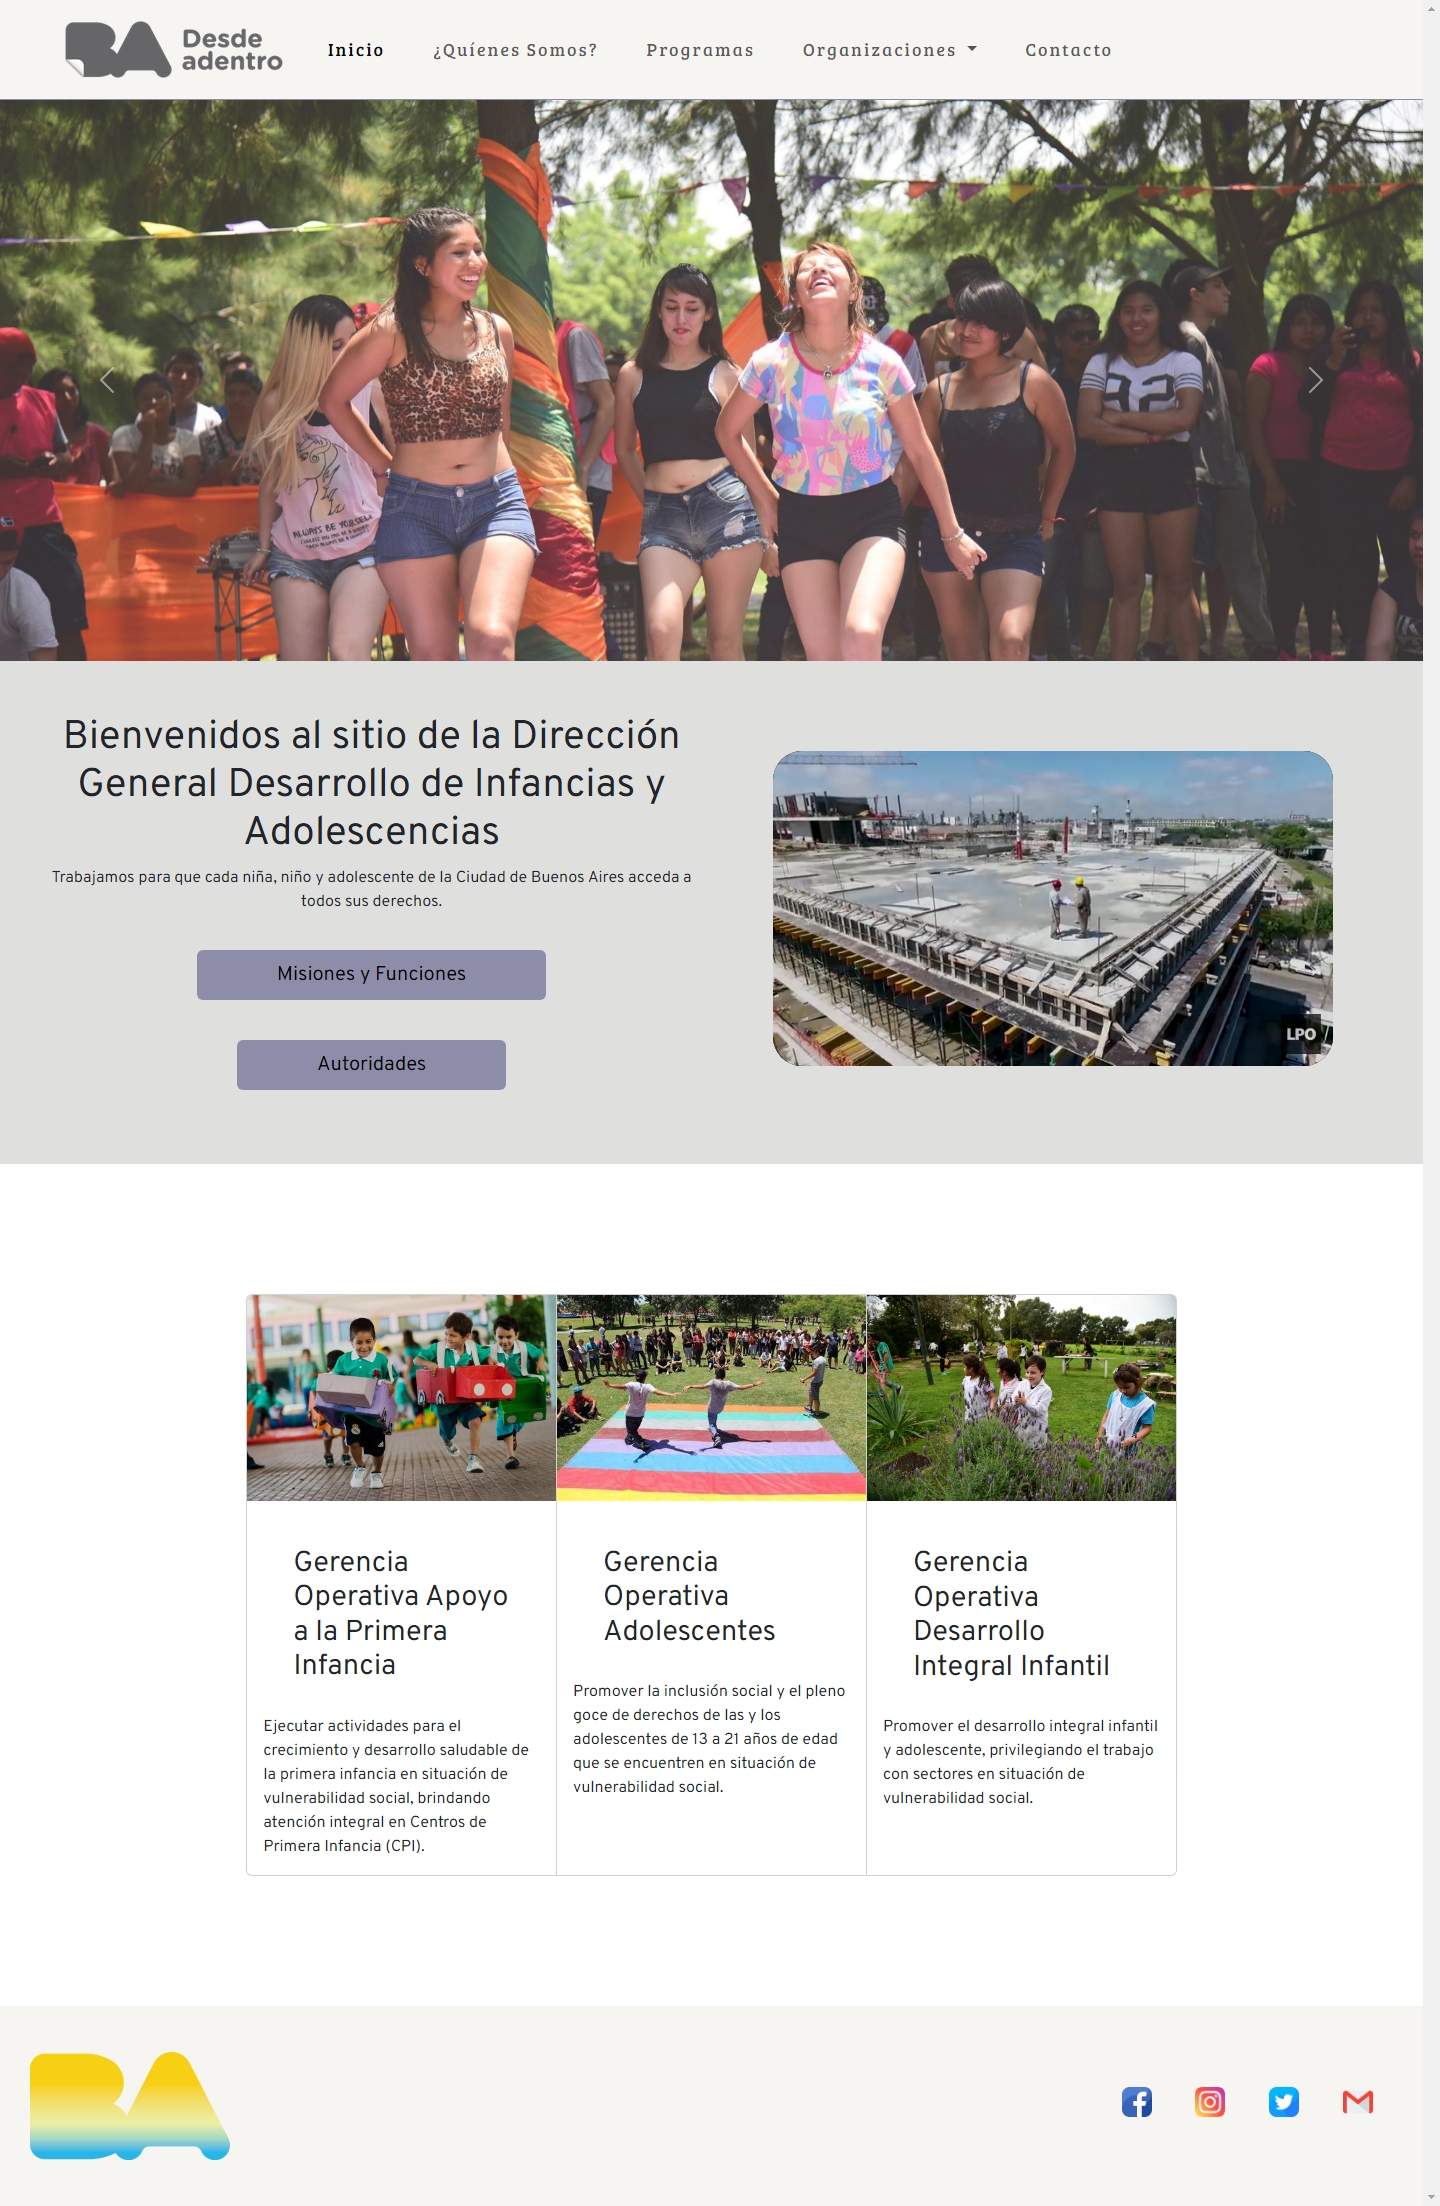 Desde
adentro
Inicio
¿Quíenes Somos?
Programas
Organizaciones
Contacto
ALWAYS BE YOURSELF
22
Bienvenidos al sitio de la Dirección
General Desarrollo de Infancias y
Adolescencias
Trabajamos para que cada niña, niño y adolescente de la Ciudad de Buenos Aires acceda a
todos sus derechos.
Misiones y Funciones
Autoridades
LPO
Gerencia
Operativa Apoyo
a la Primera
Infancia
Ejecutar actividades para el
crecimiento y desarrollo saludable de
la primera infancia en situación de
vulnerabilidad social, brindando
atención integral en Centros de
Primera Infancia (CPI).
Gerencia
Operativa
Adolescentes
Promover la inclusión social y el pleno
goce de derechos de las y los
adolescentes de 13 a 21 años de edad
que se encuentren en situación de
vulnerabilidad social.
Gerencia
Operativa
Desarrollo
Integral Infantil
Promover el desarrollo integral infantil
y adolescente, privilegiando el trabajo
con sectores en situación de
vulnerabilidad social.
BA